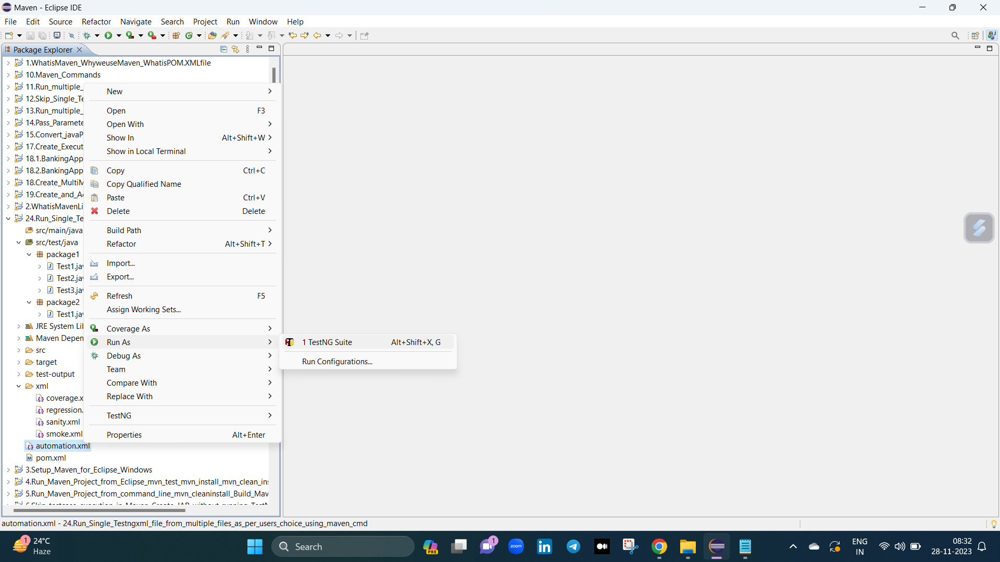 Maven - Eclipse IDE
File Edit Source Refactor Navigate Search Project Run Window Help
Package Explorer
1.WhatisMaven_WhyweuseMaven_WhatisPOM.XMLfile
10.Maven_Commands
11.Run_multiple_
12.Skip_Single_Te
13.Run_multiple_
14.Pass_Paramete
15.Convert_javaP
17.Create_Execut
18.1.BankingApp
18.2.BankingApp
18.Create_MultiM
19.Create_and_A
2.WhatisMavenLi
24.Run_Single_Te
src/main/java
src/test/java
package1
Test1.ja
Test2.ja
Test3.ja
package2
Test1.ja
JRE System Li
Maven Depen
src
target
test-output
xml
coverage.x
regression.
sanity.xml
smoke.xml
automation.xml
pom.xml
3.Setup_Maven_for_Eclipse_Windows
4.Run_Maven_Project_from_Eclipse_mvn_test_mvn_install_mvn_clean_in
5.Run_Maven_Project_from_command_line_mvn_cleaninstall_Build_Mav
New
Open F3
Open With
Show In Alt+Shift+W
Show in Local Terminal
Copy Ctrl+C
Copy Qualified Name
Paste Ctrl+V
Delete Delete
Build Path
Refactor Alt+Shift+T
Import...
Export...
Refresh F5
Assign Working Sets...
Coverage As
Run As
Debug As
Team
Compare With
Replace With
TestNG
Properties Alt+Enter
1 TestNG Suite Alt+Shift+X, G
Run Configurations...
automation.xml - 24.Run_Single_Testngxml_file_from_multiple_files_as_per_users_choice_using_maven_cmd
1
24°C
Haze
Search
PRE
1
zoom
ENG
IN
08:32
28-11-2023